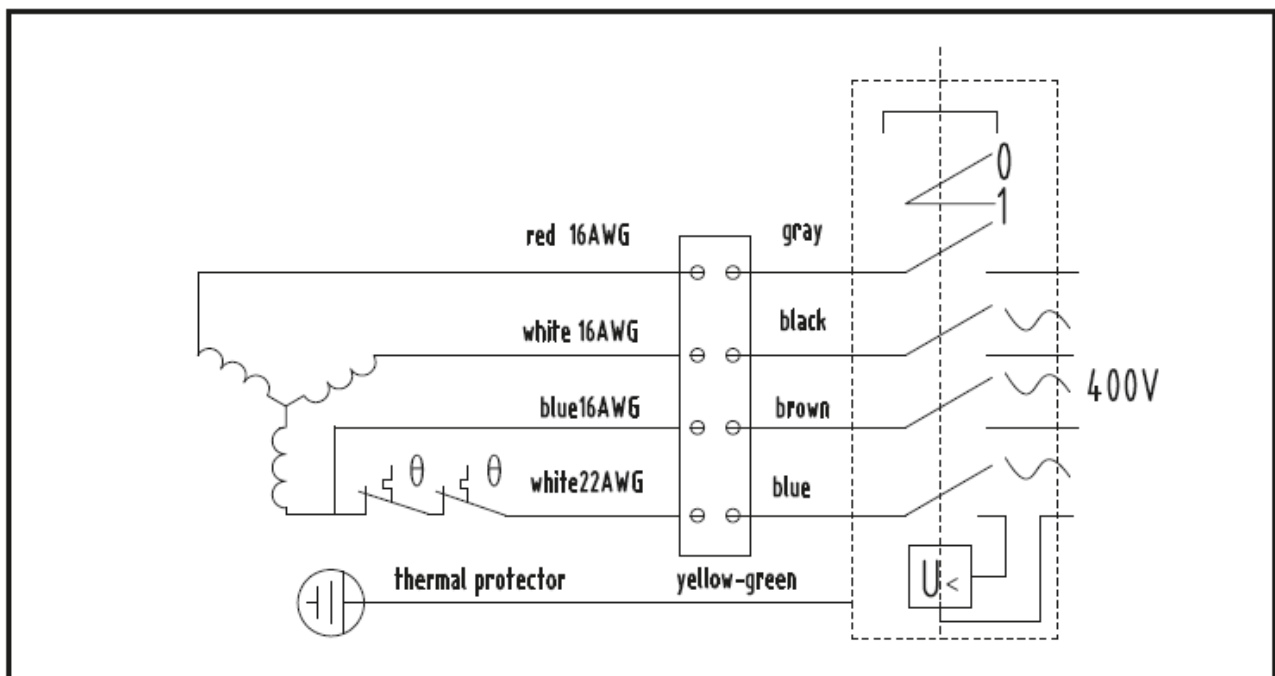 0
1
red 16AWG gray
white 16AWG black
400V
blue16AWG brown
θ θ
white22AWG blue
U<
thermal protector yellow-green